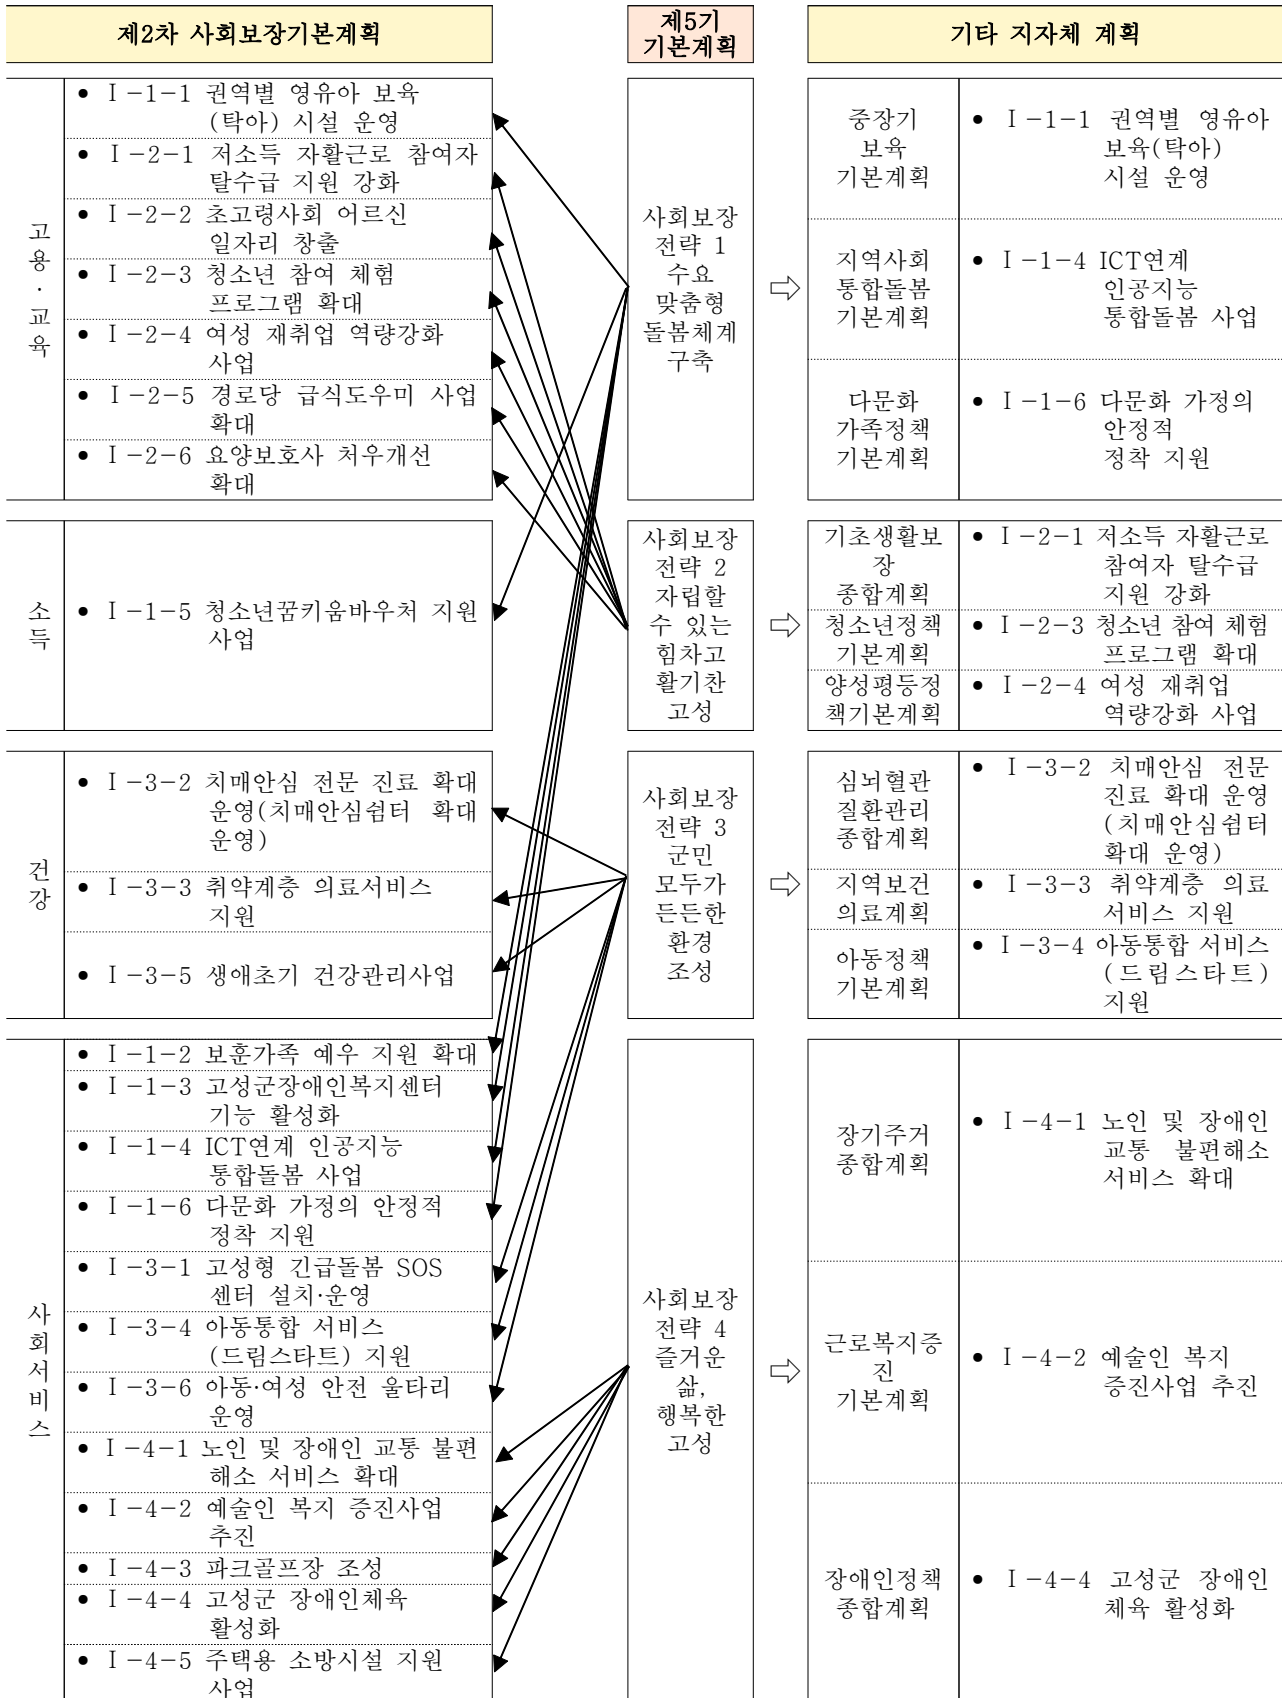 제2차 사회보장기본계획
제5기
기본계획
기타 지자체 계획
고용·교육
• Ⅰ-1-1 권역별 영유아 보육
(탁아) 시설 운영
• Ⅰ-2-1 저소득 자활근로 참여자
탈수급 지원 강화
• Ⅰ-2-2 초고령사회 어르신
일자리 창출
• Ⅰ-2-3 청소년 참여 체험
프로그램 확대
• Ⅰ-2-4 여성 재취업 역량강화
사업
• Ⅰ-2-5 경로당 급식도우미 사업
확대
• Ⅰ-2-6 요양보호사 처우개선
확대
사회보장
전략 1
수요
맞춤형
돌봄체계
구축
⇨
중장기
보육
기본계획
• Ⅰ-1-1 권역별 영유아
보육(탁아)
시설 운영
지역사회
통합돌봄
기본계획
• Ⅰ-1-4 ICT연계
인공지능
통합돌봄 사업
다문화
가족정책
기본계획
• Ⅰ-1-6 다문화 가정의
안정적
정착 지원
소득
• Ⅰ-1-5 청소년꿈키움바우처 지원
사업
사회보장
전략 2
자립할
수 있는
힘차고
활기찬
고성
⇨
기초생활보
장
종합계획
• Ⅰ-2-1 저소득 자활근로
참여자 탈수급
지원 강화
청소년정책
기본계획
• Ⅰ-2-3 청소년 참여 체험
프로그램 확대
양성평등정
책기본계획
• Ⅰ-2-4 여성 재취업
역량강화 사업
건강
• Ⅰ-3-2 치매안심 전문 진료 확대
운영(치매안심쉼터 확대
운영)
• Ⅰ-3-3 취약계층 의료서비스
지원
• Ⅰ-3-5 생애초기 건강관리사업
사회보장
전략 3
군민
모두가
든든한
환경
조성
⇨
심뇌혈관
질환관리
종합계획
• Ⅰ-3-2 치매안심 전문
진료 확대 운영
(치매안심쉼터
확대 운영)
지역보건
의료계획
• Ⅰ-3-3 취약계층 의료
서비스 지원
아동정책
기본계획
• Ⅰ-3-4 아동통합 서비스
(드림스타트)
지원
사회서비스
• Ⅰ-1-2 보훈가족 예우 지원 확대
• Ⅰ-1-3 고성군장애인복지센터
기능 활성화
• Ⅰ-1-4 ICT연계 인공지능
통합돌봄 사업
• Ⅰ-1-6 다문화 가정의 안정적
정착 지원
• Ⅰ-3-1 고성형 긴급돌봄 SOS
센터 설치·운영
• Ⅰ-3-4 아동통합 서비스
(드림스타트) 지원
• Ⅰ-3-6 아동·여성 안전 울타리
운영
• Ⅰ-4-1 노인 및 장애인 교통 불편
해소 서비스 확대
• Ⅰ-4-2 예술인 복지 증진사업
추진
• Ⅰ-4-3 파크골프장 조성
• Ⅰ-4-4 고성군 장애인체육
활성화
• Ⅰ-4-5 주택용 소방시설 지원
사업
사회보장
전략 4
즐거운
삶,
행복한
고성
⇨
장기주거
종합계획
• Ⅰ-4-1 노인 및 장애인
교통 불편해소
서비스 확대
근로복지증
진
기본계획
• Ⅰ-4-2 예술인 복지
증진사업 추진
장애인정책
종합계획
• Ⅰ-4-4 고성군 장애인
체육 활성화